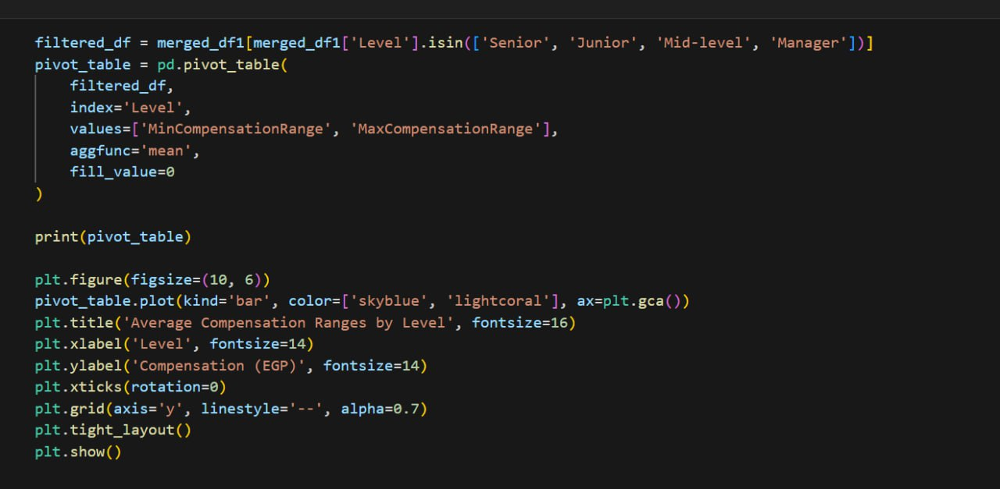 filtered_df = merged_df1[merged_df1['Level'].isin(['Senior', 'Junior', 'Mid-level', 'Manager'])]
pivot_table = pd.pivot_table(
    filtered_df,
    index='Level',
    values=['MinCompensationRange', 'MaxCompensationRange'],
    aggfunc='mean',
    fill_value=0
)

print(pivot_table)

plt.figure(figsize=(10, 6))
pivot_table.plot(kind='bar', color=['skyblue', 'lightcoral'], ax=plt.gca())
plt.title('Average Compensation Ranges by Level', fontsize=16)
plt.xlabel('Level', fontsize=14)
plt.ylabel('Compensation (EGP)', fontsize=14)
plt.xticks(rotation=0)
plt.grid(axis='y', linestyle='--', alpha=0.7)
plt.tight_layout()
plt.show()